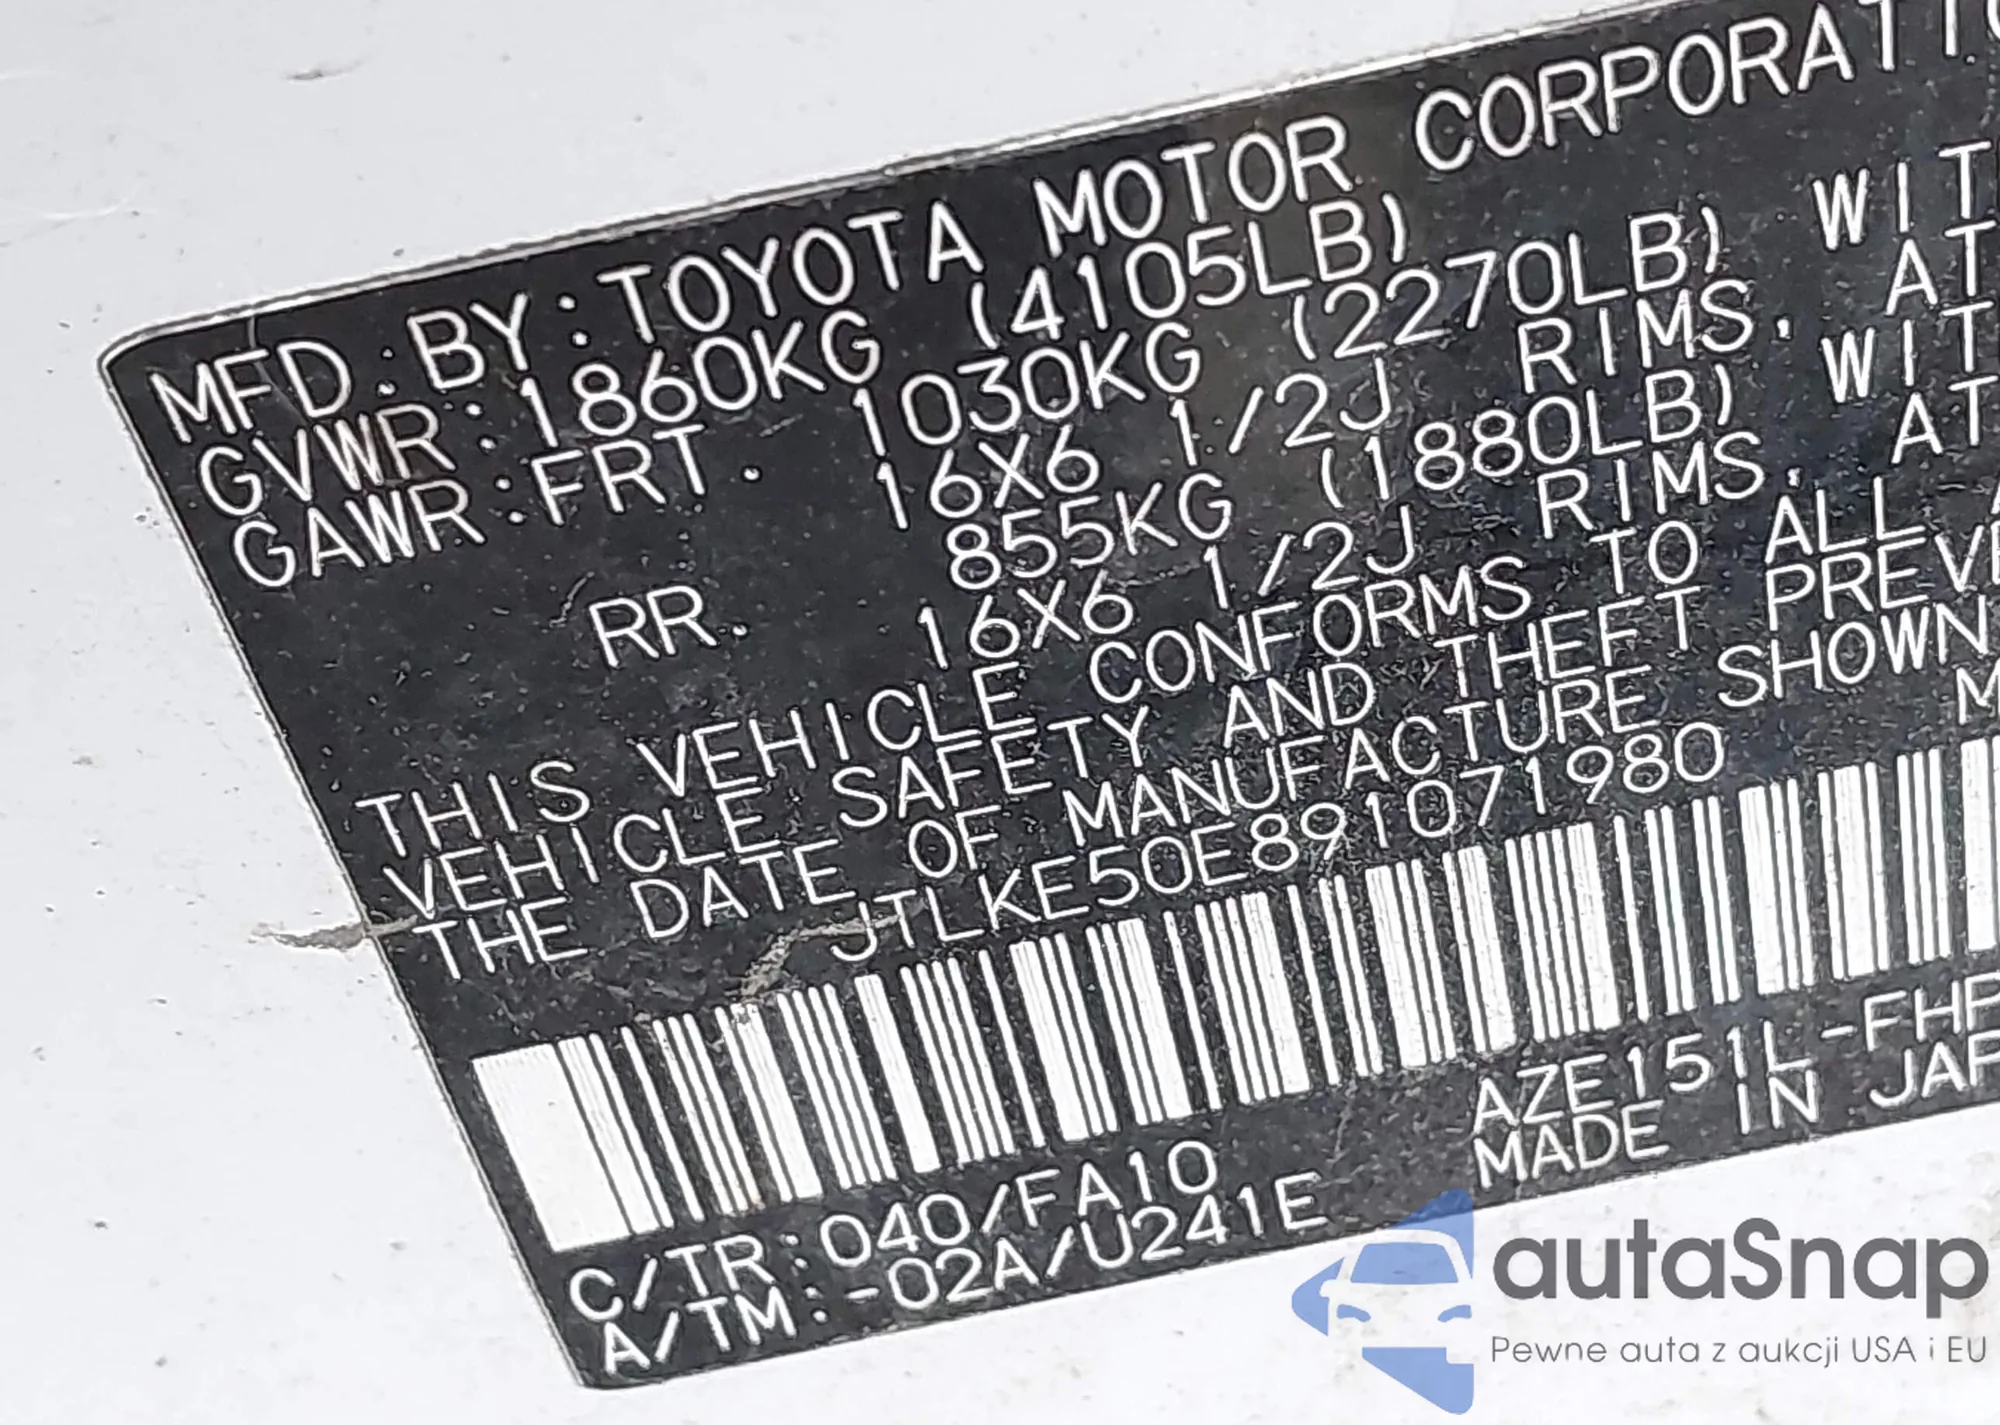 MFD. BY: TOYOTA MOTOR CORPORATIO
GVWR: 1860KG (4105LB)
GAWR: FRT. 1030KG (2270LB) WIT
16X6 1/2J RIMS. AT
RR. 855KG (1880LB) WIT
16X6 1/2J RIMS. AT
THIS VEHICLE CONFORMS TO ALL A
VEHICLE SAFETY AND THEFT PREVE
THE DATE OF MANUFACTURE SHOWN
JTLKE50E891071980 M
C/TR: 040/FA10 AZE151L-FHP
A/TM: -02A/U241E MADE IN JAP
autaSnap
Pewne auta z aukcji USA i EU